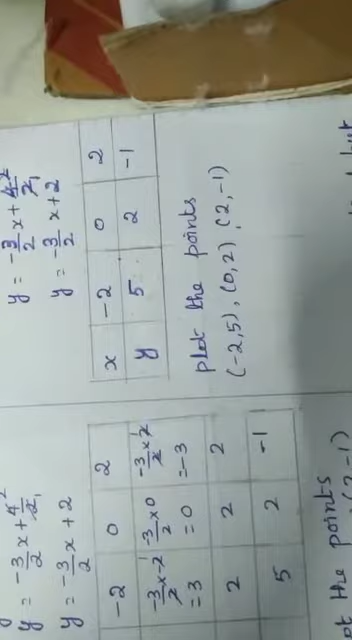 y = -3/2 x + 4/2
y = -3/2 x + 2
-2 0 2
-3/2 x -2 -3/2 x 0 -3/2 x 2
= 3 = 0 = -3
2 2 2
5 2 -1
the points
y = -3/2 x + 4/2
y = -3/2 x + 2
x -2 0 2
y 5 2 -1
plot the points
(-2,5), (0,2), (2,-1)